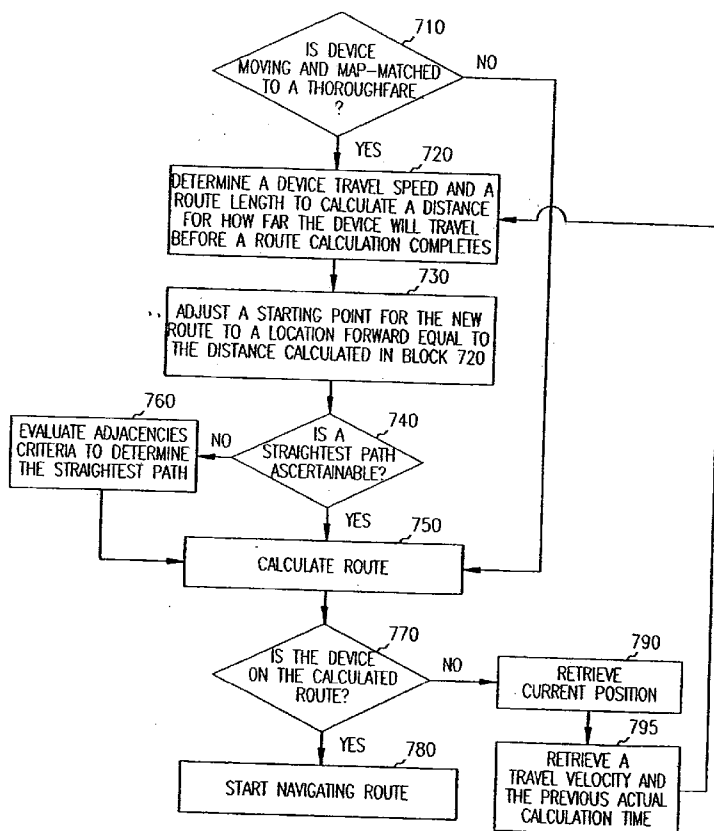 710
IS DEVICE
MOVING AND MAP-MATCHED
TO A THOROUGHFARE
?
NO
YES
720
DETERMINE A DEVICE TRAVEL SPEED AND A
ROUTE LENGTH TO CALCULATE A DISTANCE
FOR HOW FAR THE DEVICE WILL TRAVEL
BEFORE A ROUTE CALCULATION COMPLETES
730
ADJUST A STARTING POINT FOR THE NEW
ROUTE TO A LOCATION FORWARD EQUAL TO
THE DISTANCE CALCULATED IN BLOCK 720
740
IS A
STRAIGHTEST PATH
ASCERTAINABLE?
NO
760
EVALUATE ADJACENCIES
CRITERIA TO DETERMINE
THE STRAIGHTEST PATH
YES
750
CALCULATE ROUTE
770
IS THE DEVICE
ON THE CALCULATED
ROUTE?
NO
790
RETRIEVE
CURRENT POSITION
YES
780
START NAVIGATING ROUTE
795
RETRIEVE A
TRAVEL VELOCITY AND
THE PREVIOUS ACTUAL
CALCULATION TIME